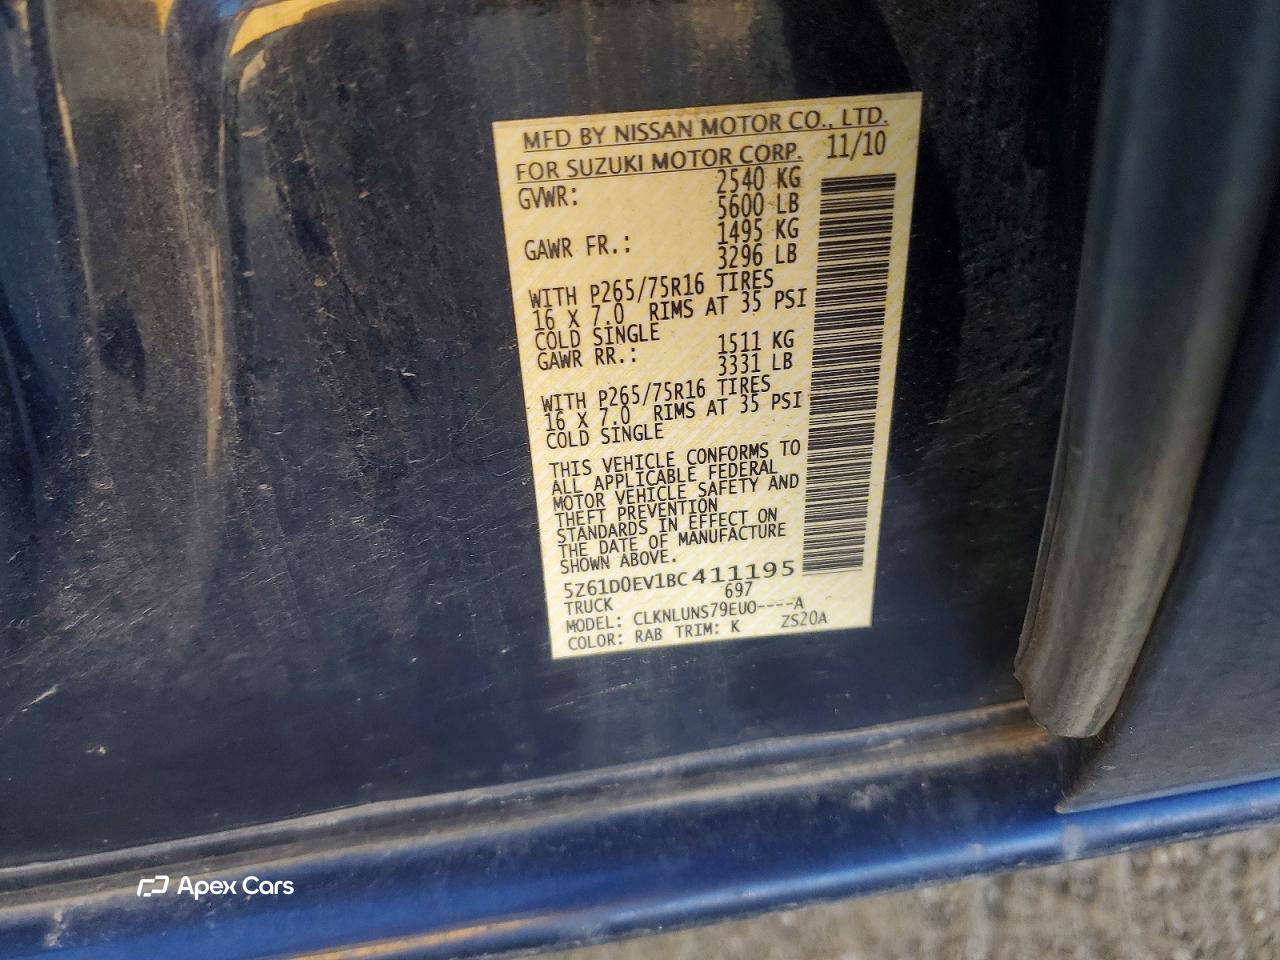 MFD BY NISSAN MOTOR CO., LTD.
FOR SUZUKI MOTOR CORP. 11/10
GVWR: 2540 KG
5600 LB
GAWR FR.: 1495 KG
3296 LB
WITH P265/75R16 TIRES
16 X 7.0 RIMS AT 35 PSI
COLD SINGLE
GAWR RR.: 1511 KG
3331 LB
WITH P265/75R16 TIRES
16 X 7.0 RIMS AT 35 PSI
COLD SINGLE
THIS VEHICLE CONFORMS TO
ALL APPLICABLE FEDERAL
MOTOR VEHICLE SAFETY AND
THEFT PREVENTION
STANDARDS IN EFFECT ON
THE DATE OF MANUFACTURE
SHOWN ABOVE.
5Z61D0EV1BC411195
TRUCK 697
MODEL: CLKNLUNS79EUO----A
COLOR: RAB TRIM: K ZS20A
Apex Cars